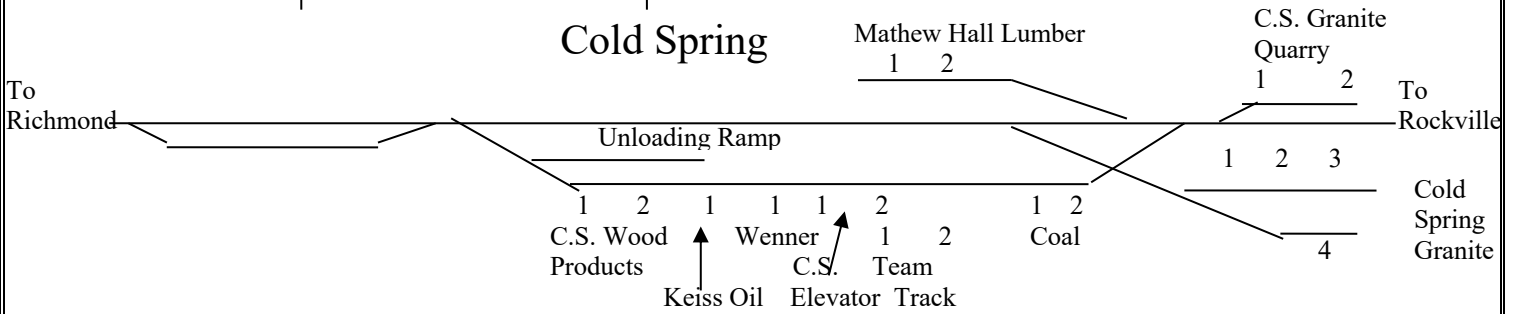 C.S. Granite
Quarry
1 2
Cold Spring
Mathew Hall Lumber
1 2
To
Richmond
To
Rockville
Unloading Ramp
1 2 3
Cold
Spring
Granite
4
1 2 1 1 1 2 1 2
C.S. Wood
Products
Keiss Oil
Wenner
C.S.
Elevator
1 2
Team
Track
Coal